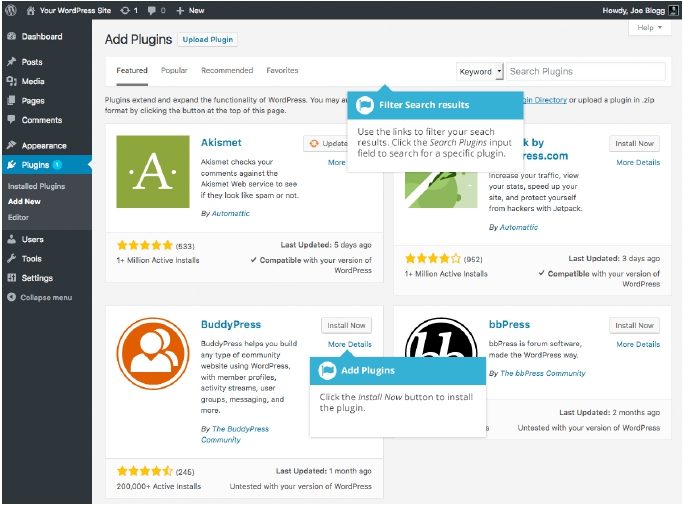 Your WordPress Site 1 0 New
Howdy, Joe Blogg
Dashboard
Posts
Media
Pages
Comments
Appearance
Plugins 1
Installed Plugins
Add New
Editor
Users
Tools
Settings
Collapse menu
Add Plugins Upload Plugin
Help
Featured Popular Recommended Favorites
Keyword Search Plugins
Plugins extend and expand the functionality of WordPress. You may au
in Directory or upload a plugin in .zip
format by clicking the button at the top of this page.
Filter Search results
Use the links to filter your seach
results. Click the Search Plugins input
field to search for a specific plugin.
A
Akismet
Update
More Details
Akismet checks your
comments against the
Akismet Web service to see
if they look like spam or not.
By Automattic
(533)
1+ Million Active Installs
Last Updated: 5 days ago
Compatible with your version of
WordPress
k by
press.com
Install Now
More Details
Increase your traffic, view
your stats, speed up your
site, and protect yourself
from hackers with Jetpack.
By Automattic
(952)
1+ Million Active Installs
Last Updated: 3 days ago
Compatible with your version of
WordPress
BuddyPress
Install Now
More Details
BuddyPress helps you build
any type of community
website using WordPress,
with member profiles,
activity streams, user
groups, messaging, and
more.
By The BuddyPress
Community
(245)
200,000+ Active Installs
Last Updated: 1 month ago
Untested with your version of WordPress
Add Plugins
Click the Install Now button to install
the plugin.
bb
bbPress
Install Now
More Details
bbPress is forum software,
made the WordPress way.
By The bbPress Community
Last Updated: 2 months ago
Untested with your version of WordPress